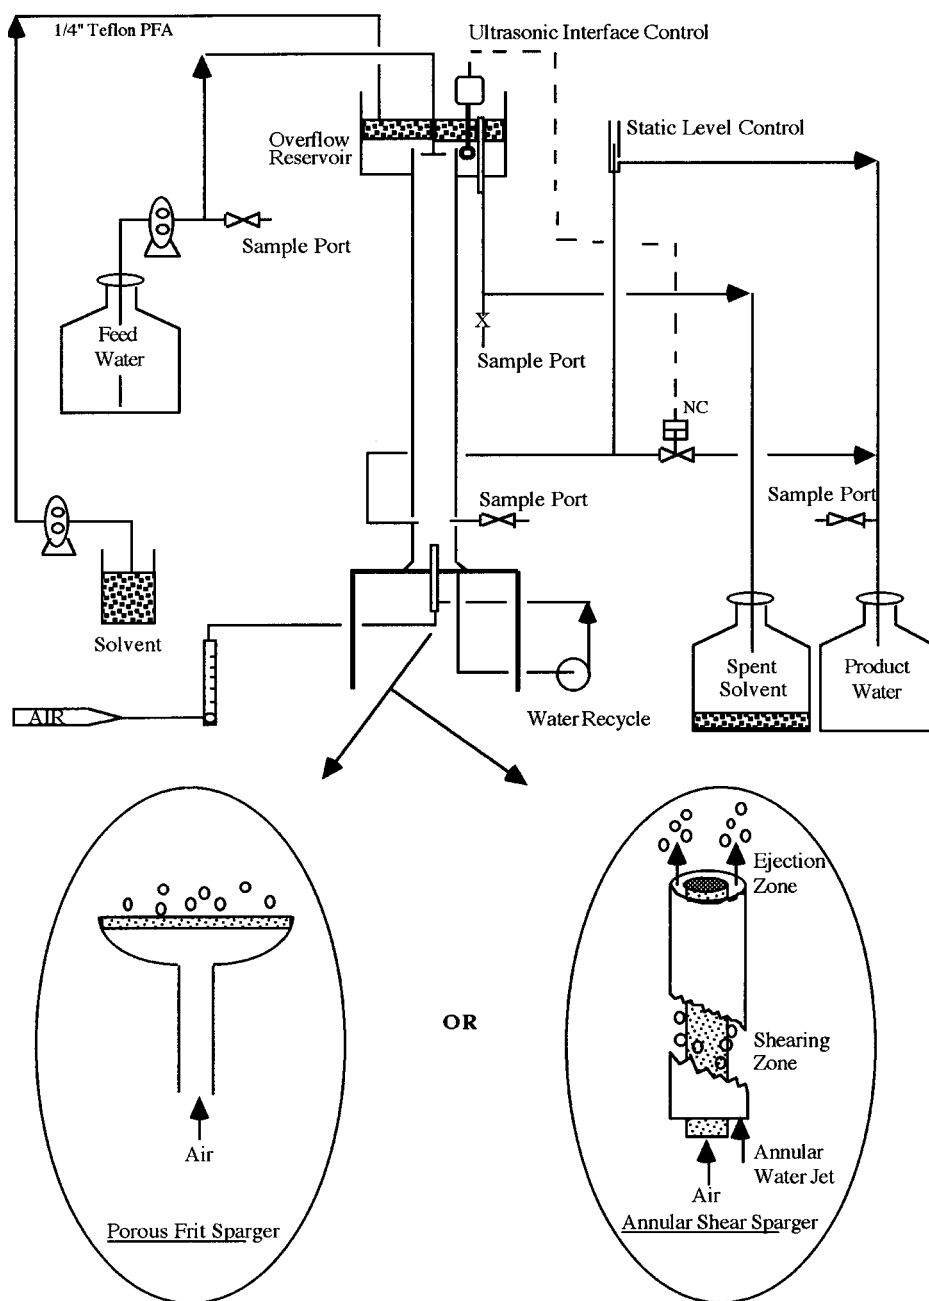 1/4" Teflon PFA
Ultrasonic Interface Control
Overflow
Reservoir
Static Level Control
Sample Port
Feed
Water
Sample Port
NC
Sample Port
Sample Port
Solvent
AIR
Water Recycle
Spent
Solvent
Product
Water
Ejection
Zone
OR
Shearing
Zone
Air
Annular
Water Jet
Air
Porous Frit Sparger
Annular Shear Sparger
X